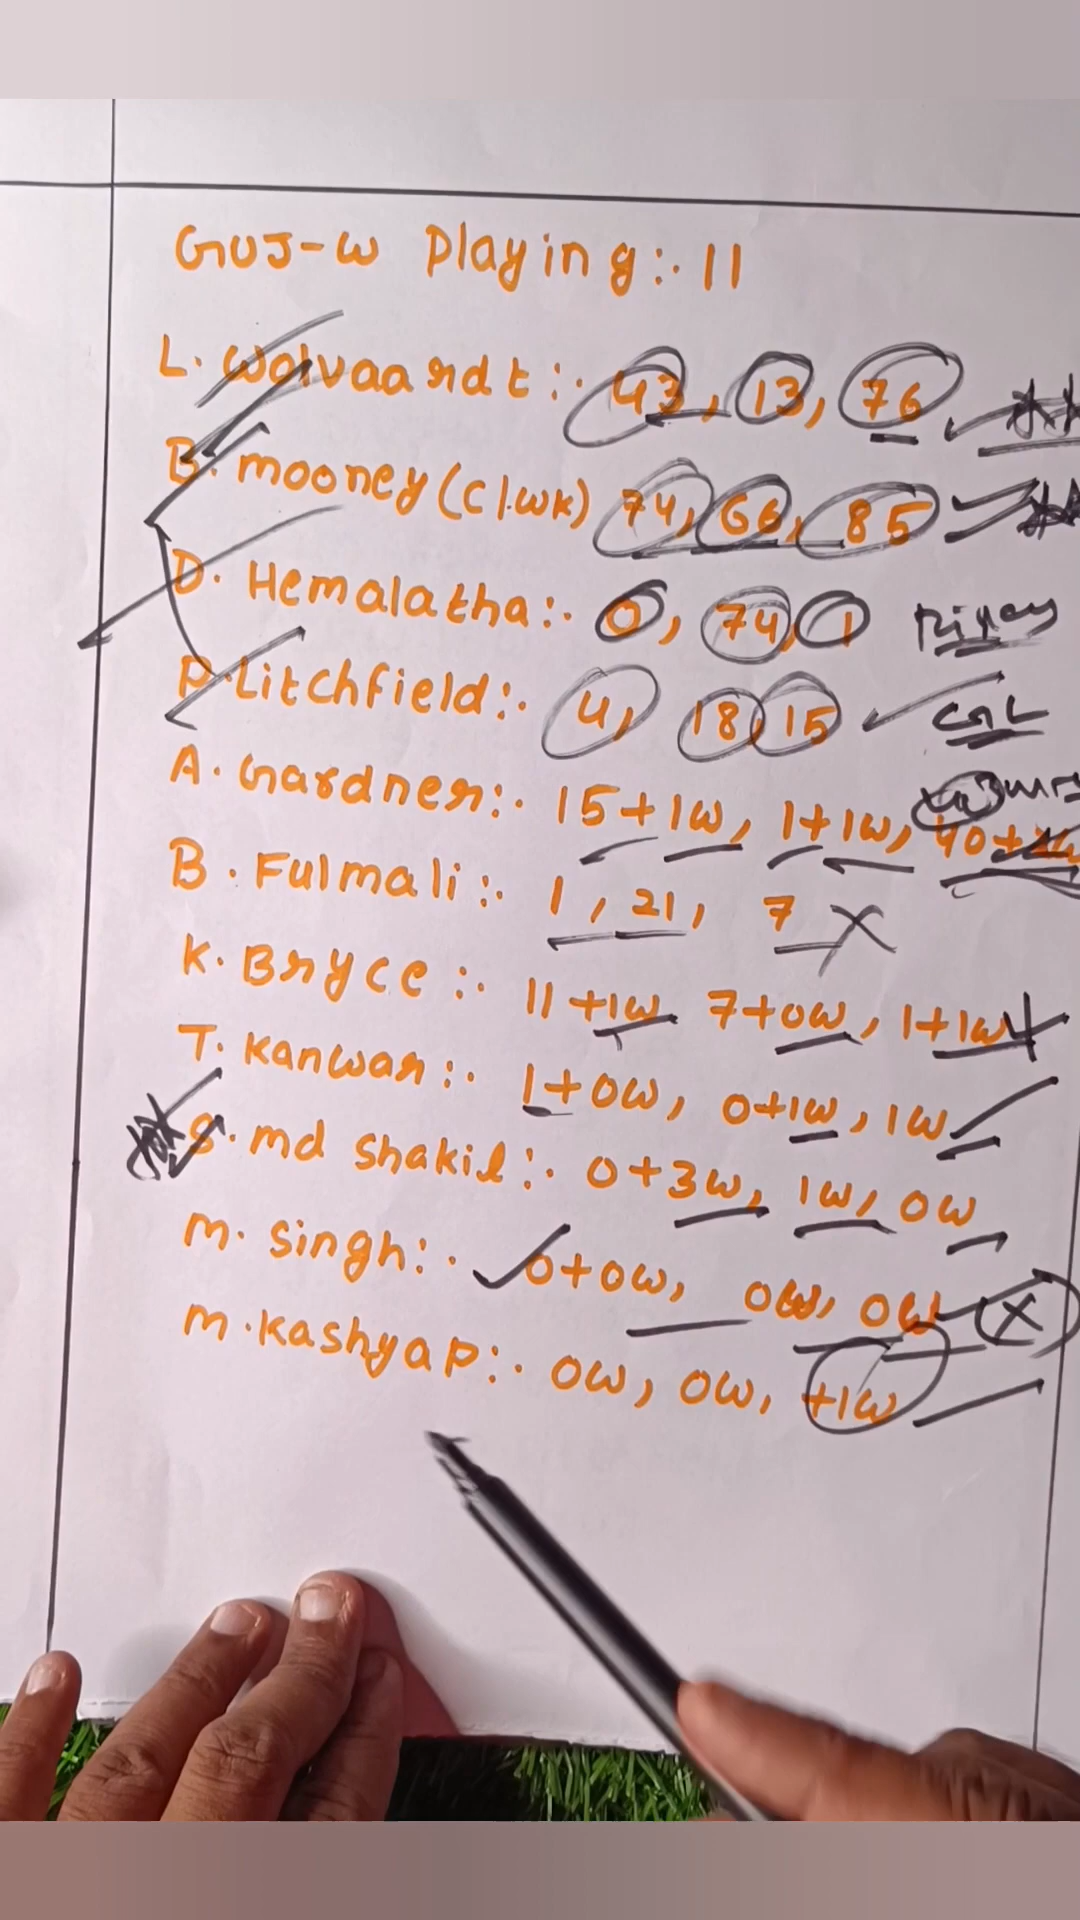 GUJ-W Playing:- 11
L. Wolvaardt:- 43, 13, 76
B. mooney (C/wk) 74, 66, 85
D. Hemalatha:- 0, 74, 1
P. Litchfield:- 4, 18, 15 CGL
A. Gardner:- 15+1W, 1+1W, 40+
B. Fulmali:- 1, 21, 7 X
K. Bryce:- 11+1W 7+0W, 1+1W
T. Kanwar:- 1+0W, 0+1W, 1W
S. md Shakil:- 0+3W, 1W, 0W
M. Singh:- 0+0W, 0W, 0W X
M. Kashyap:- 0W, 0W, +1W